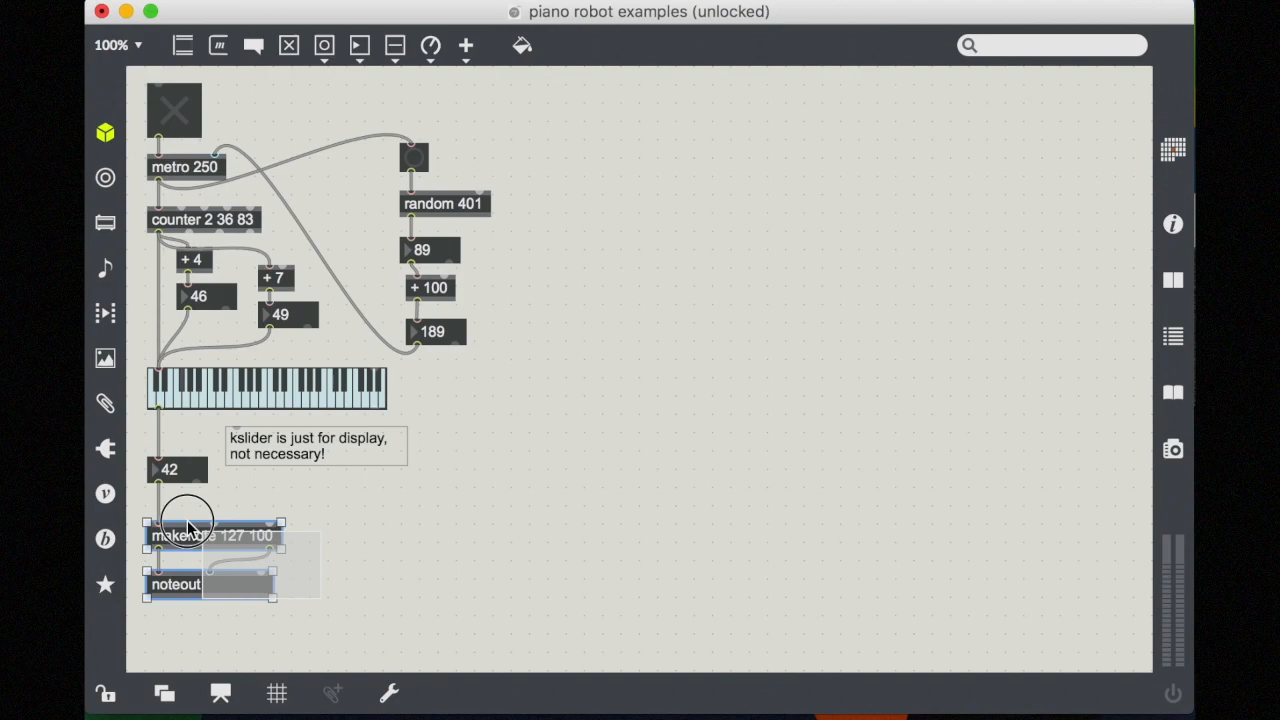 piano robot examples (unlocked)
100%
metro 250
random 401
counter 2 36 83
89
+ 4
+ 7
+ 100
46
49
189
kslider is just for display,
not necessary!
42
127 100
noteout